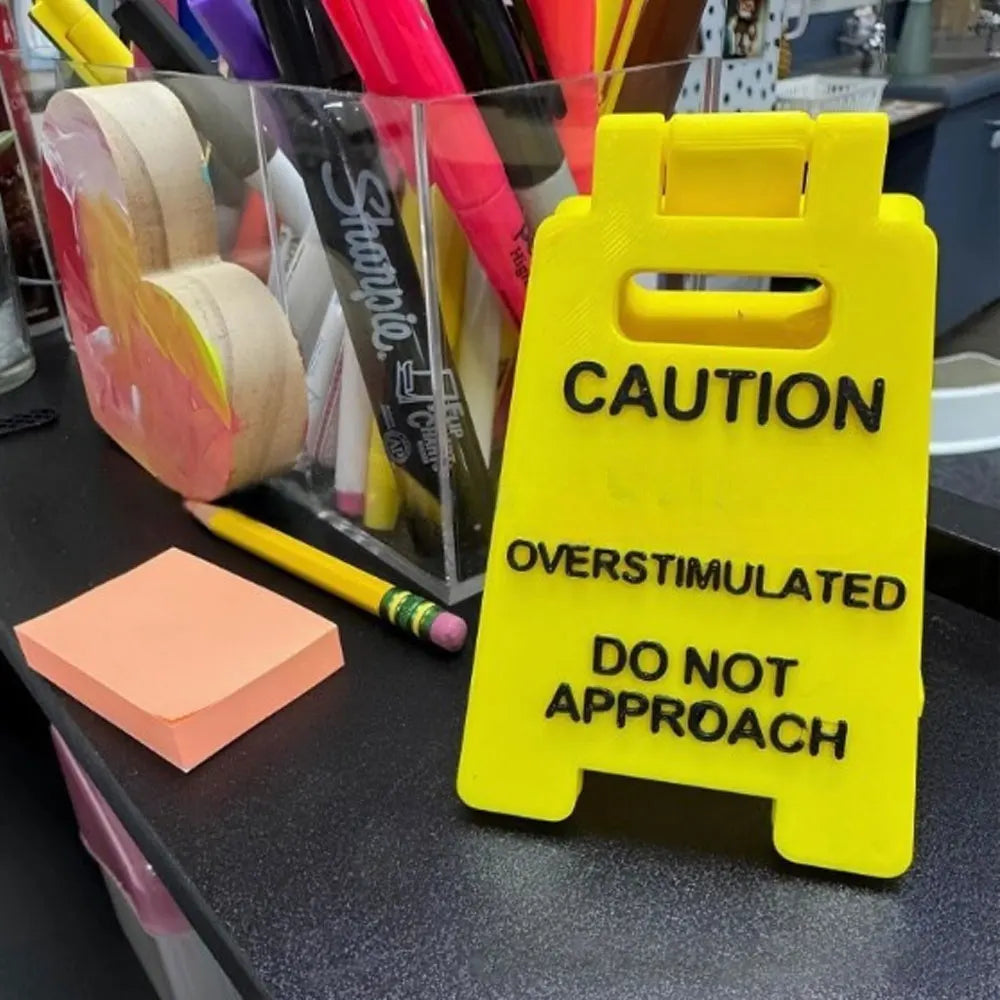 Sharpie.
CAUTION
OVERSTIMULATED
DO NOT
APPROACH